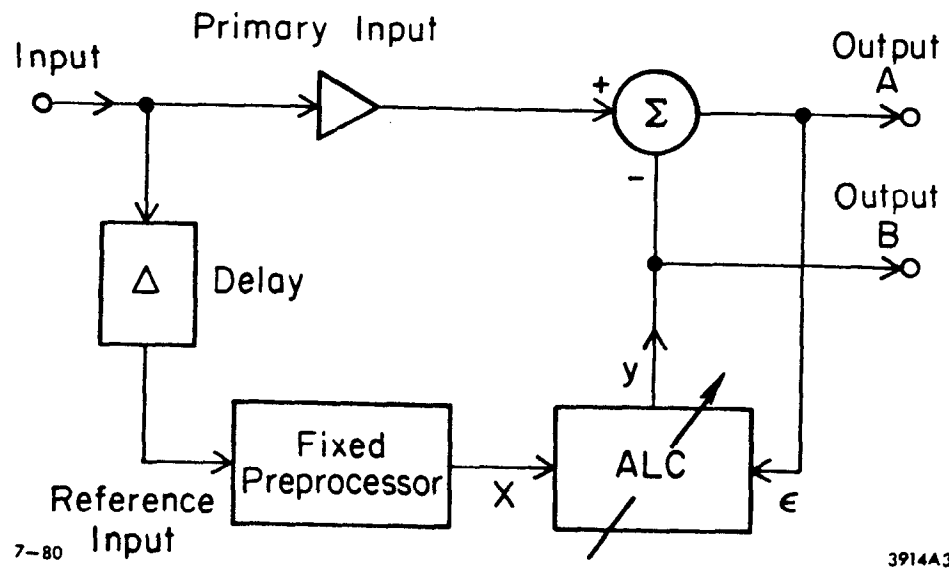 Primary Input
Input
Output
A
+
Σ
-
Output
B
Δ
Delay
y
Fixed
Preprocessor
X
ALC
ϵ
Reference
Input
7-80
3914A3